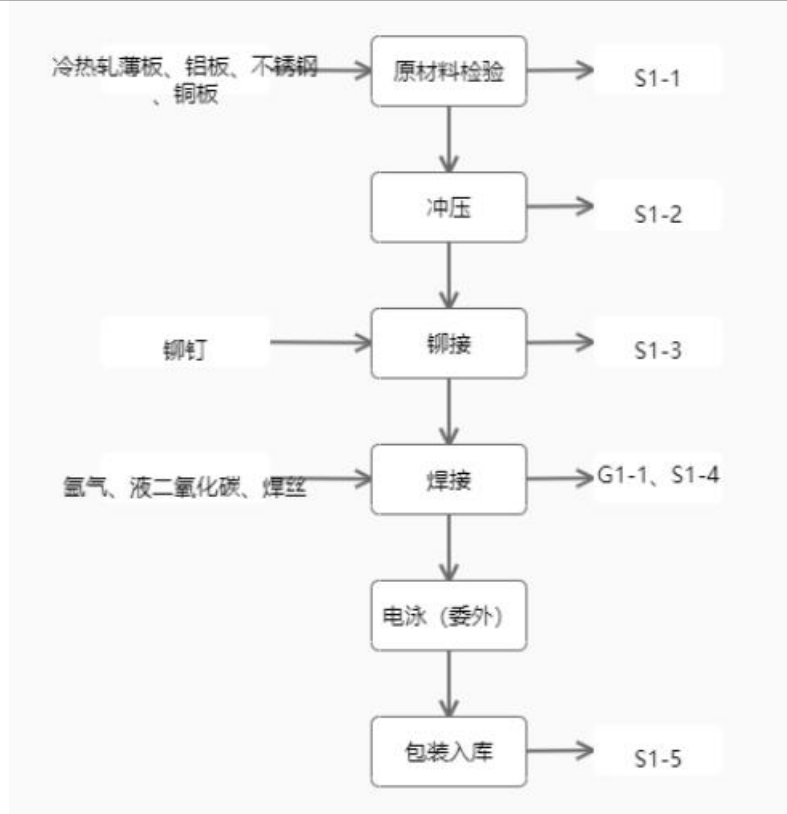 冷热轧薄板、铝板、不锈钢
、铜板
原材料检验
S1-1
冲压
S1-2
铆钉
铆接
S1-3
氩气、液二氧化碳、焊丝
焊接
G1-1、S1-4
电泳（委外）
包装入库
S1-5